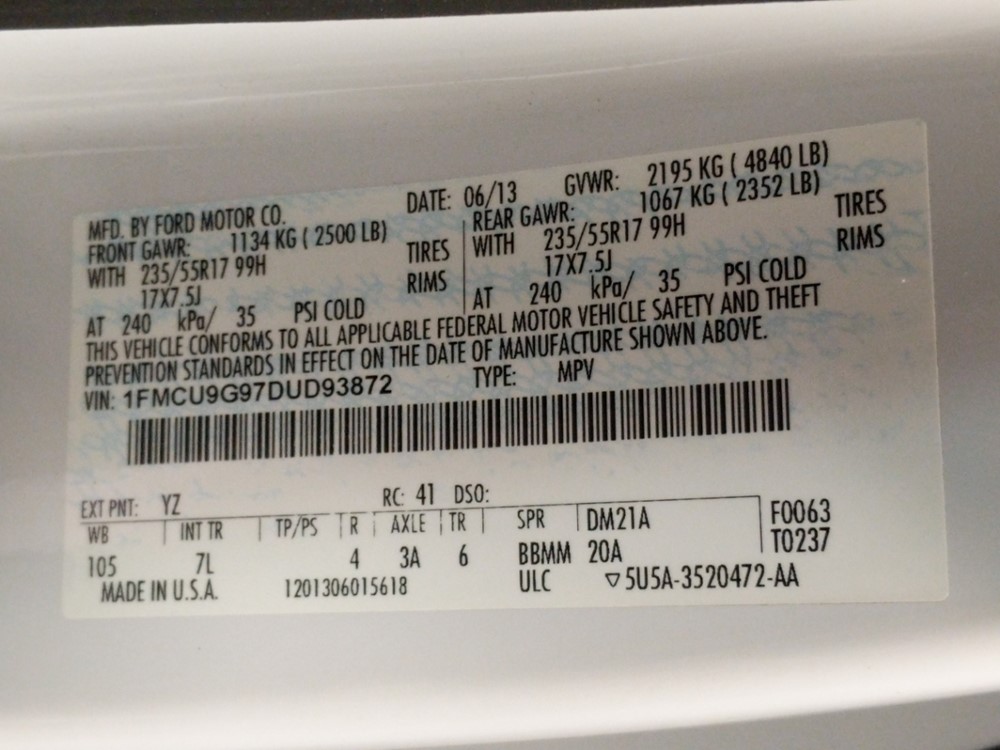 MFD. BY FORD MOTOR CO. DATE: 06/13 GVWR: 2195 KG ( 4840 LB)
FRONT GAWR: 1134 KG ( 2500 LB) REAR GAWR: 1067 KG ( 2352 LB)
WITH 235/55R17 99H TIRES WITH 235/55R17 99H TIRES
17X7.5J RIMS 17X7.5J RIMS
AT 240 kPa/ 35 PSI COLD AT 240 kPa/ 35 PSI COLD
THIS VEHICLE CONFORMS TO ALL APPLICABLE FEDERAL MOTOR VEHICLE SAFETY AND THEFT
PREVENTION STANDARDS IN EFFECT ON THE DATE OF MANUFACTURE SHOWN ABOVE.
VIN: 1FMCU9G97DUD93872 TYPE: MPV
EXT PNT: YZ RC: 41 DSO:
WB INT TR TP/PS R AXLE TR SPR DM21A F0063
105 7L 4 3A 6 BBMM 20A T0237
MADE IN U.S.A. 1201306015618 ULC ▽5U5A-3520472-AA